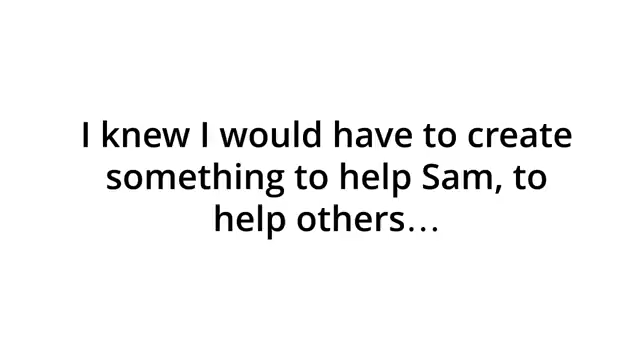 I knew I would have to create
something to help Sam, to
help others…